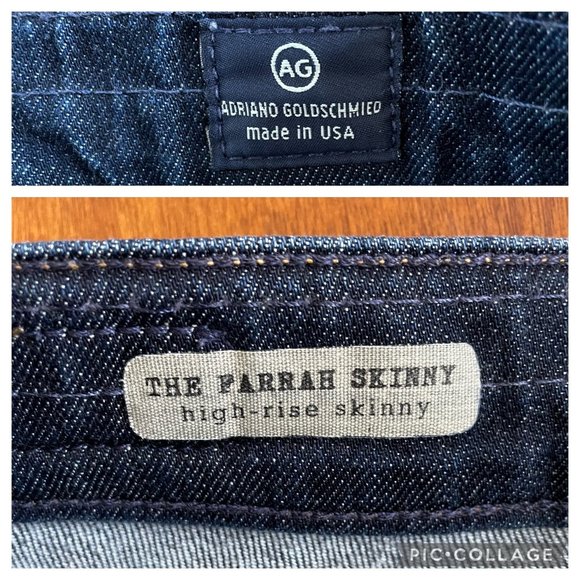 AG
ADRIANO GOLDSCHMIED
made in USA
THE FARRAH SKINNY
high-rise skinny
PIC•COLLAGE